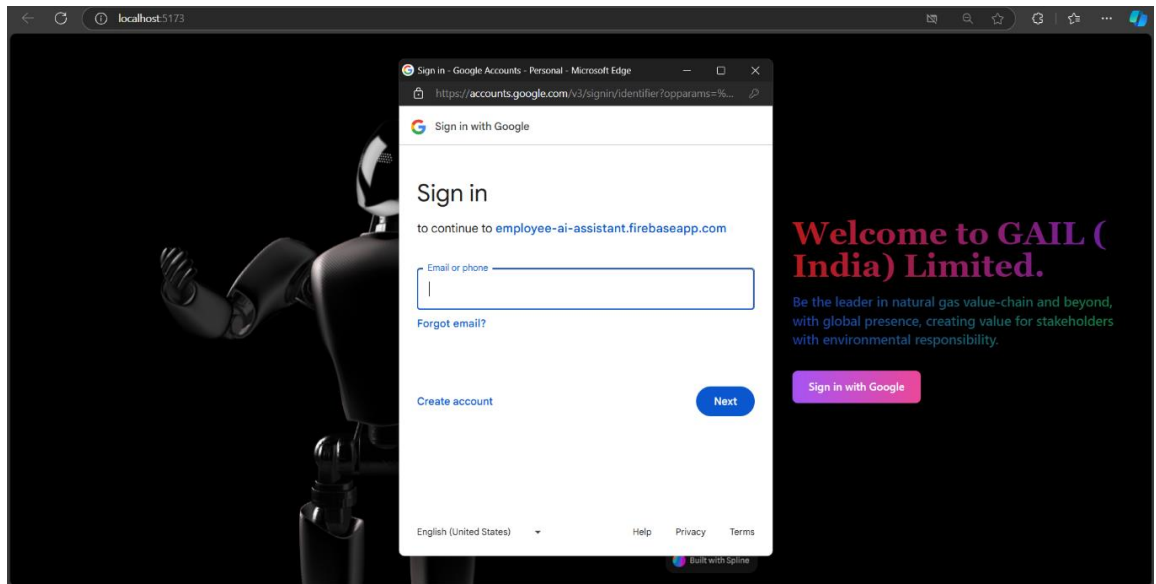 localhost:5173
Sign in - Google Accounts - Personal - Microsoft Edge
https://accounts.google.com/v3/signin/identifier?opparams=%...
Sign in with Google
Sign in
to continue to employee-ai-assistant.firebaseapp.com
Email or phone
Forgot email?
Create account
Next
English (United States)
Help
Privacy
Terms
Welcome to GAIL (
India) Limited.
Be the leader in natural gas value-chain and beyond,
with global presence, creating value for stakeholders
with environmental responsibility.
Sign in with Google
Built with Spline